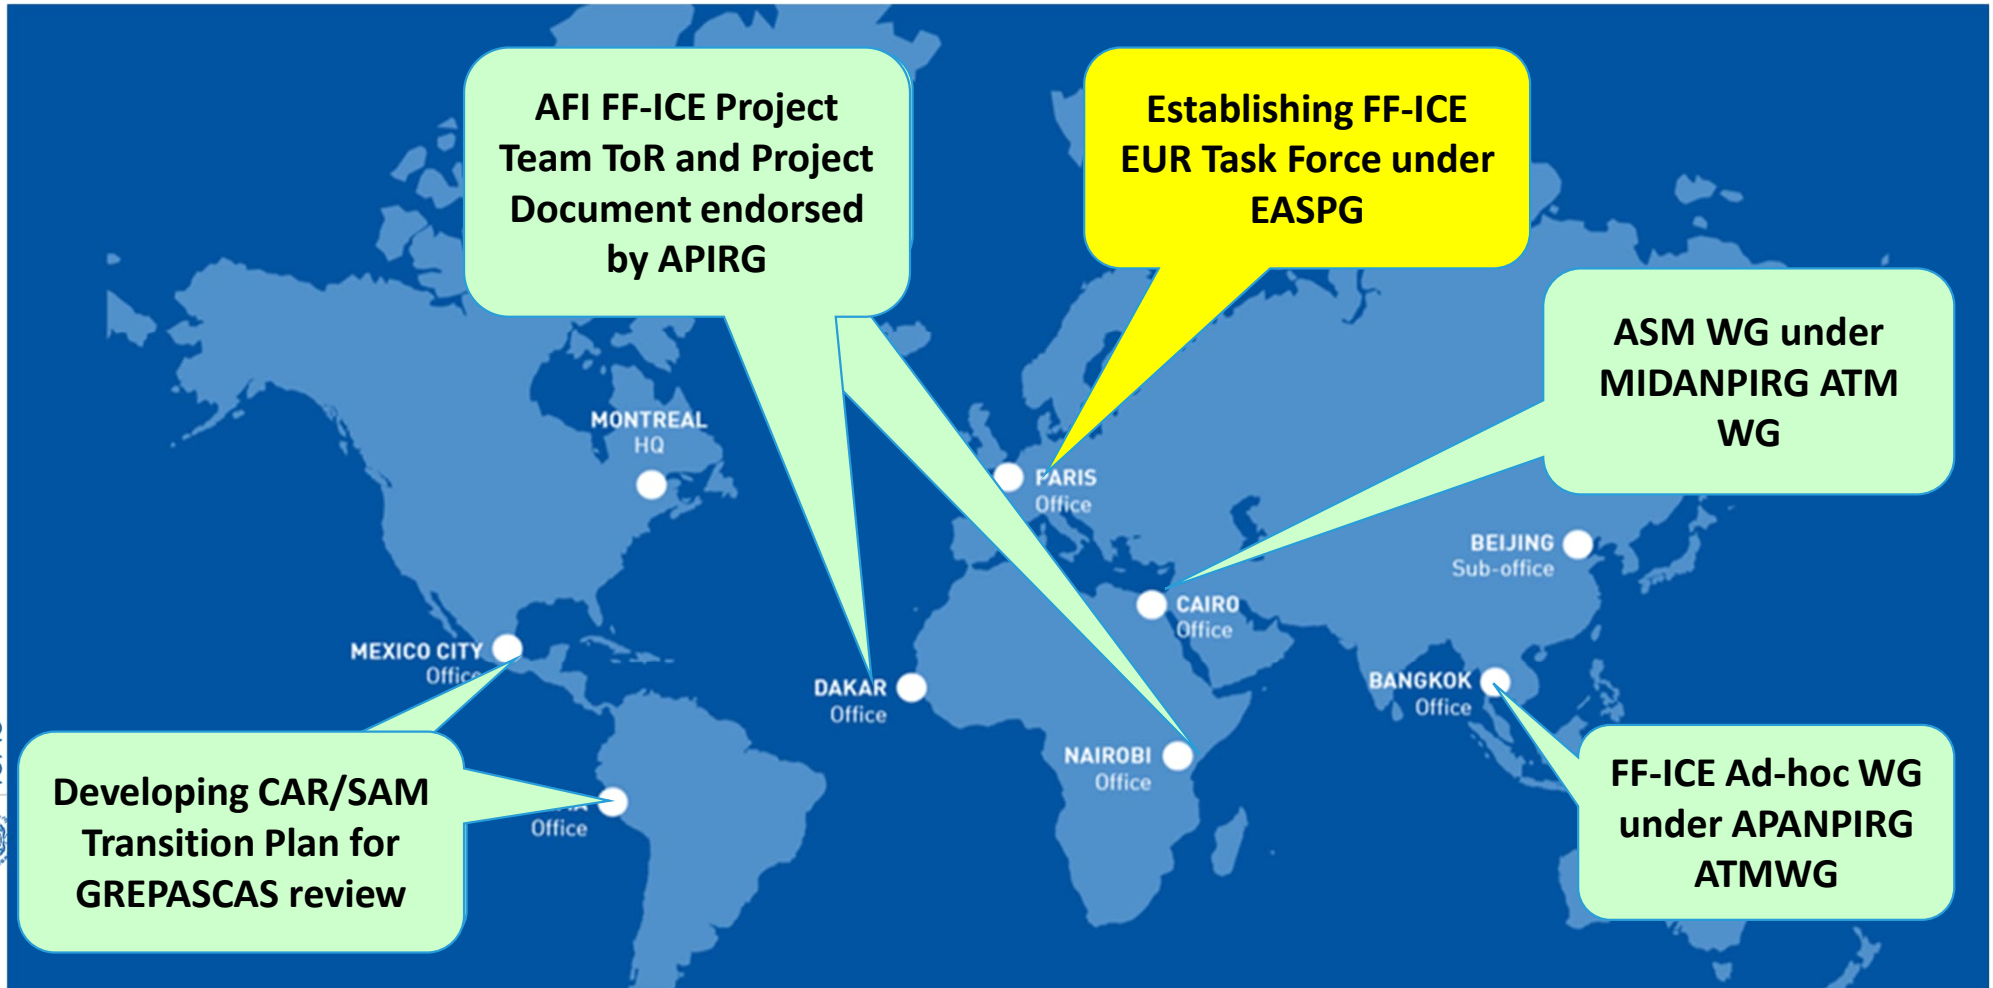 AFI FF-ICE Project
Team ToR and Project
Document endorsed
by APIRG
Establishing FF-ICE
EUR Task Force under
EASPG
ASM WG under
MIDANPIRG ATM
WG
MONTREAL
HQ
PARIS
Office
BEIJING
Sub-office
CAIRO
Office
MEXICO CITY
Office
DAKAR
Office
BANGKOK
Office
NAIROBI
Office
Office
Developing CAR/SAM
Transition Plan for
GREPASCAS review
FF-ICE Ad-hoc WG
under APANPIRG
ATMWG